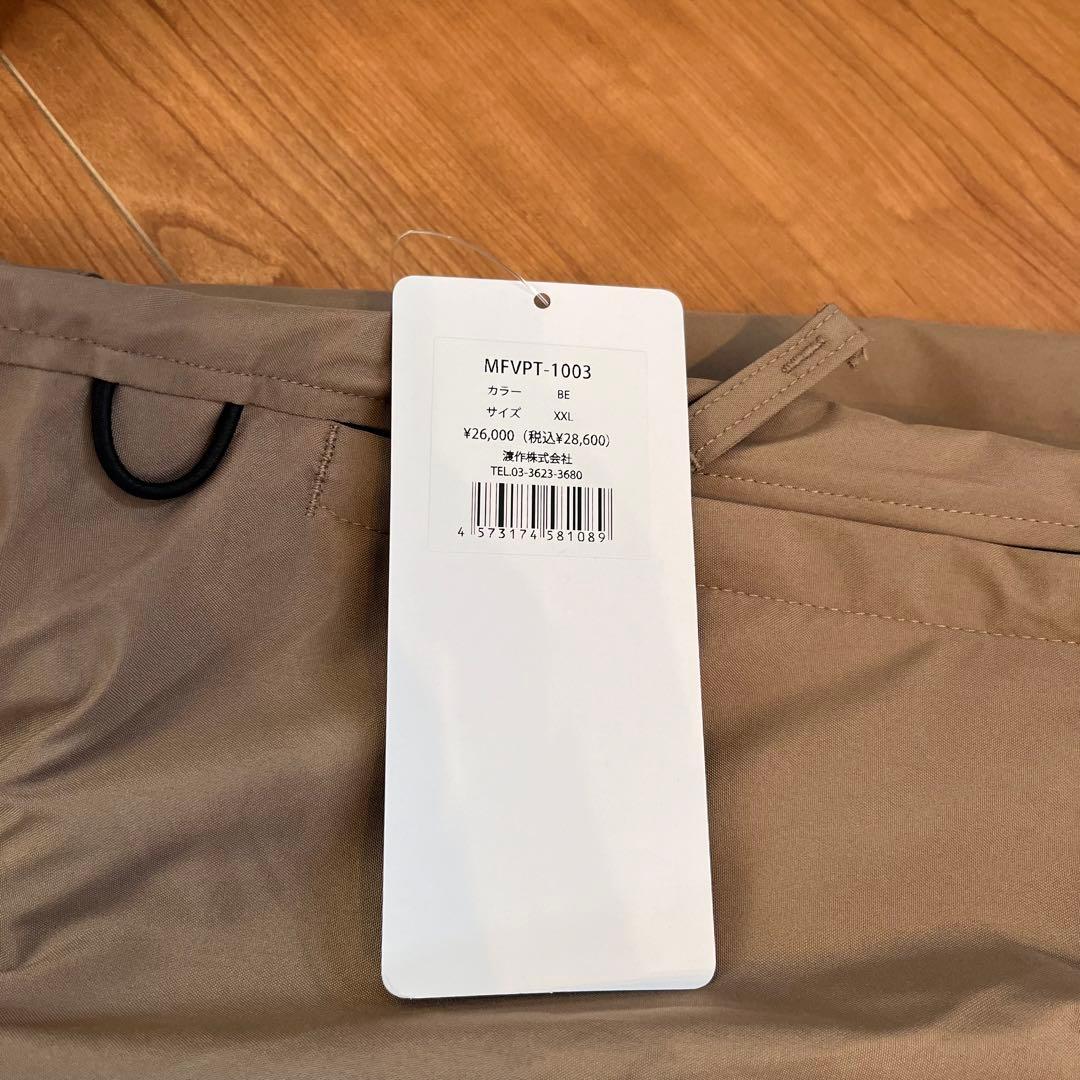 MFVPT-1003
カラー BE
サイズ XXL
¥26,000（税込¥28,600）
渡作株式会社
TEL.03-3623-3680
4 573174 581089